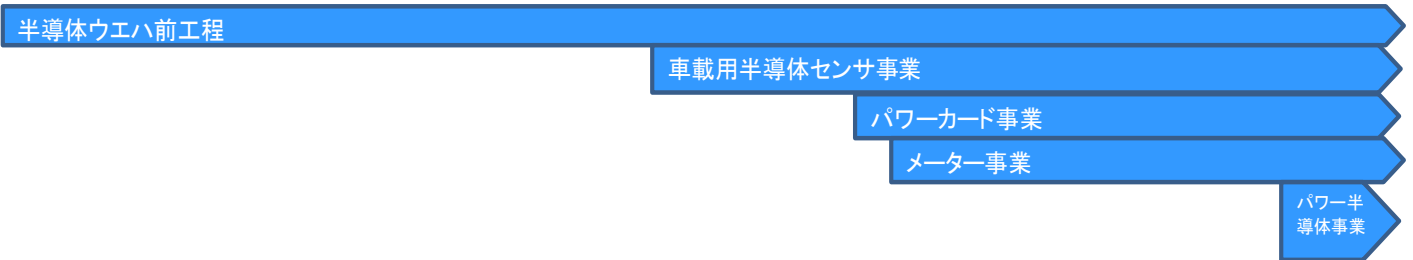 半導体ウエハ前工程
車載用半導体センサ事業
パワーカード事業
メーター事業
パワー半
導体事業